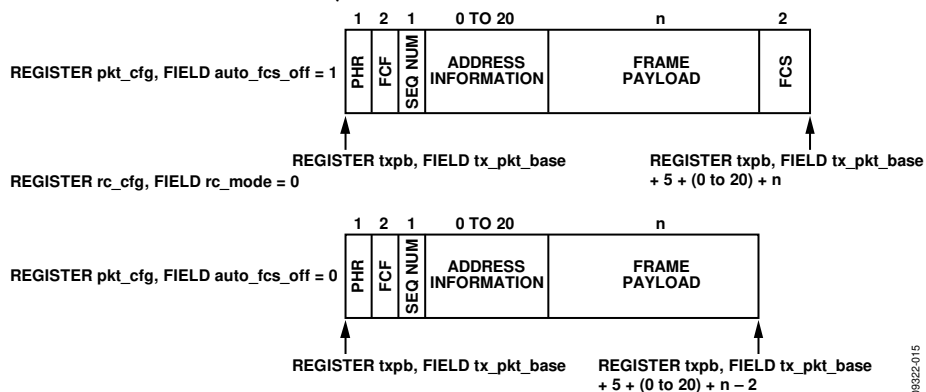 1 2 1 0 TO 20 n 2
REGISTER pkt_cfg, FIELD auto_fcs_off = 1
PHR
FCF
SEQ NUM
ADDRESS
INFORMATION
FRAME
PAYLOAD
FCS
REGISTER txpb, FIELD tx_pkt_base
REGISTER txpb, FIELD tx_pkt_base
+ 5 + (0 to 20) + n
REGISTER rc_cfg, FIELD rc_mode = 0
1 2 1 0 TO 20 n
REGISTER pkt_cfg, FIELD auto_fcs_off = 0
PHR
FCF
SEQ NUM
ADDRESS
INFORMATION
FRAME
PAYLOAD
REGISTER txpb, FIELD tx_pkt_base
REGISTER txpb, FIELD tx_pkt_base
+ 5 + (0 to 20) + n – 2
09322-015